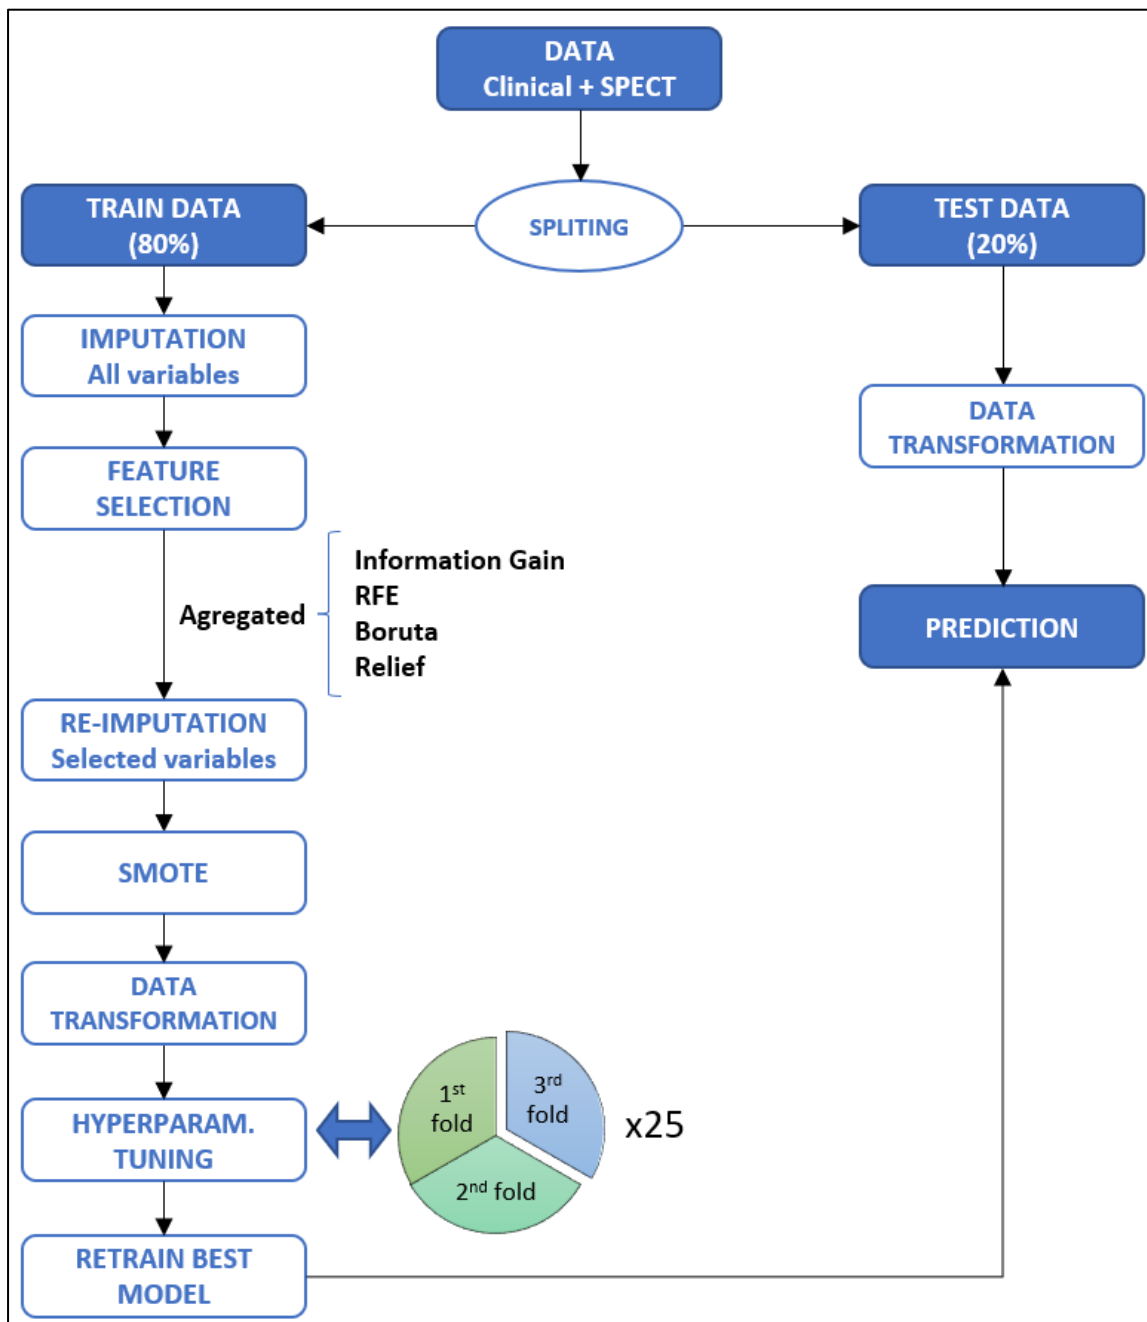 DATA
Clinical + SPECT
SPLITING
TRAIN DATA
(80%)
TEST DATA
(20%)
IMPUTATION
All variables
FEATURE
SELECTION
Agregated
Information Gain
RFE
Boruta
Relief
RE-IMPUTATION
Selected variables
SMOTE
DATA
TRANSFORMATION
HYPERPARAM.
TUNING
1st
fold
2nd fold
3rd
fold
x25
RETRAIN BEST
MODEL
DATA
TRANSFORMATION
PREDICTION